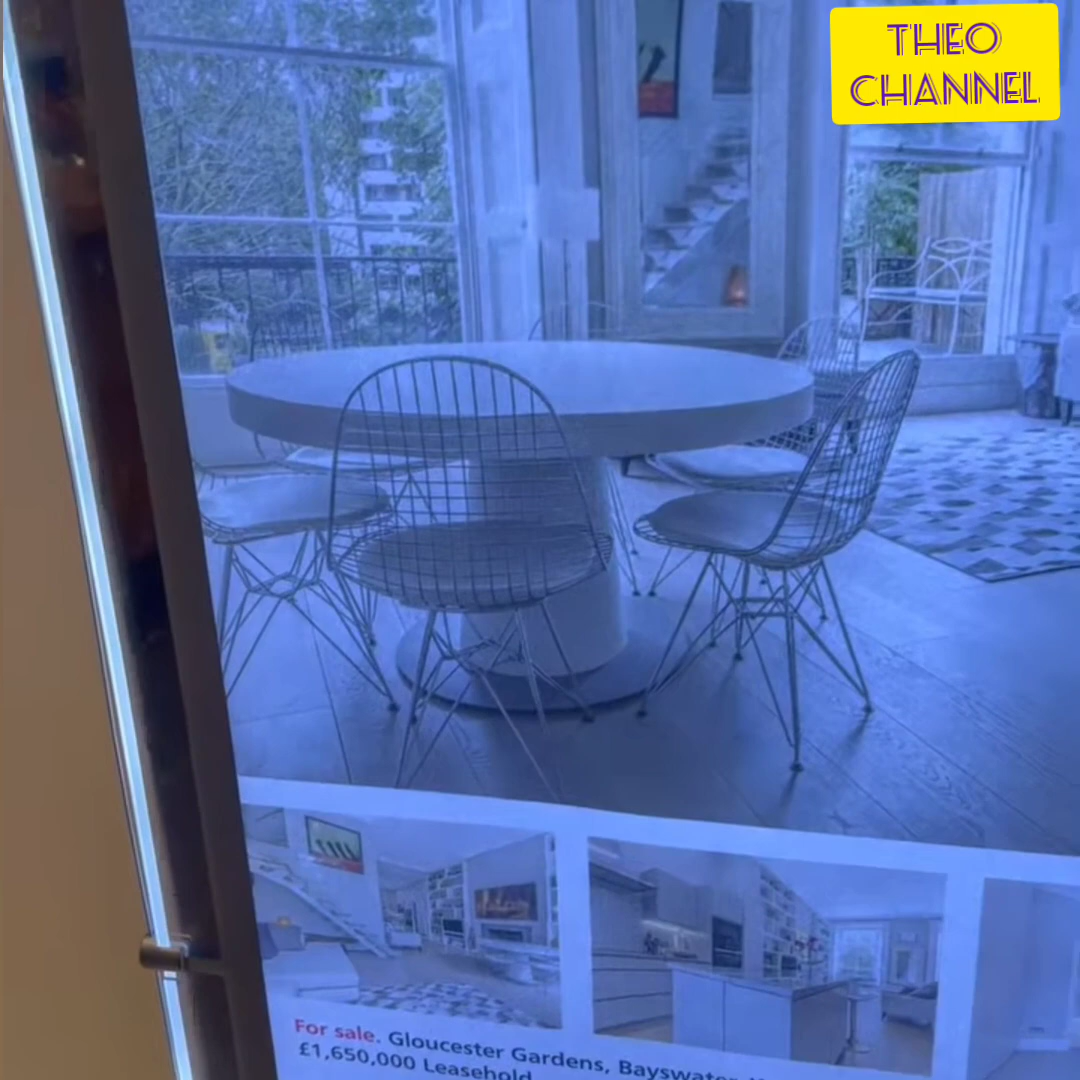 THEO
CHANNEL
For sale. Gloucester Gardens, Bayswater,
£1,650,000 Leasehold